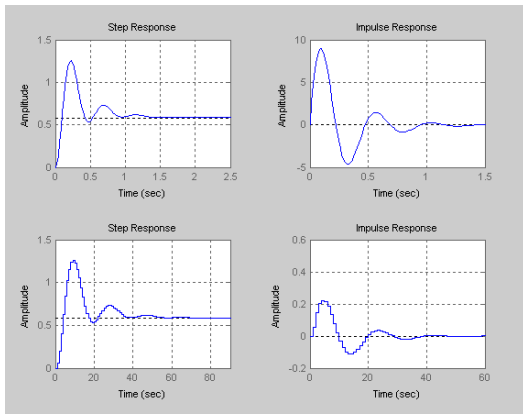 Step Response
Impulse Response
1.5
1
0.5
0
Amplitude
0 0.5 1 1.5 2 2.5
Time (sec)
10
5
0
-5
Amplitude
0 0.5 1 1.5
Time (sec)
Step Response
Impulse Response
1.5
1
0.5
0
Amplitude
0 20 40 60 80
Time (sec)
0.6
0.4
0.2
0
-0.2
Amplitude
0 20 40 60
Time (sec)